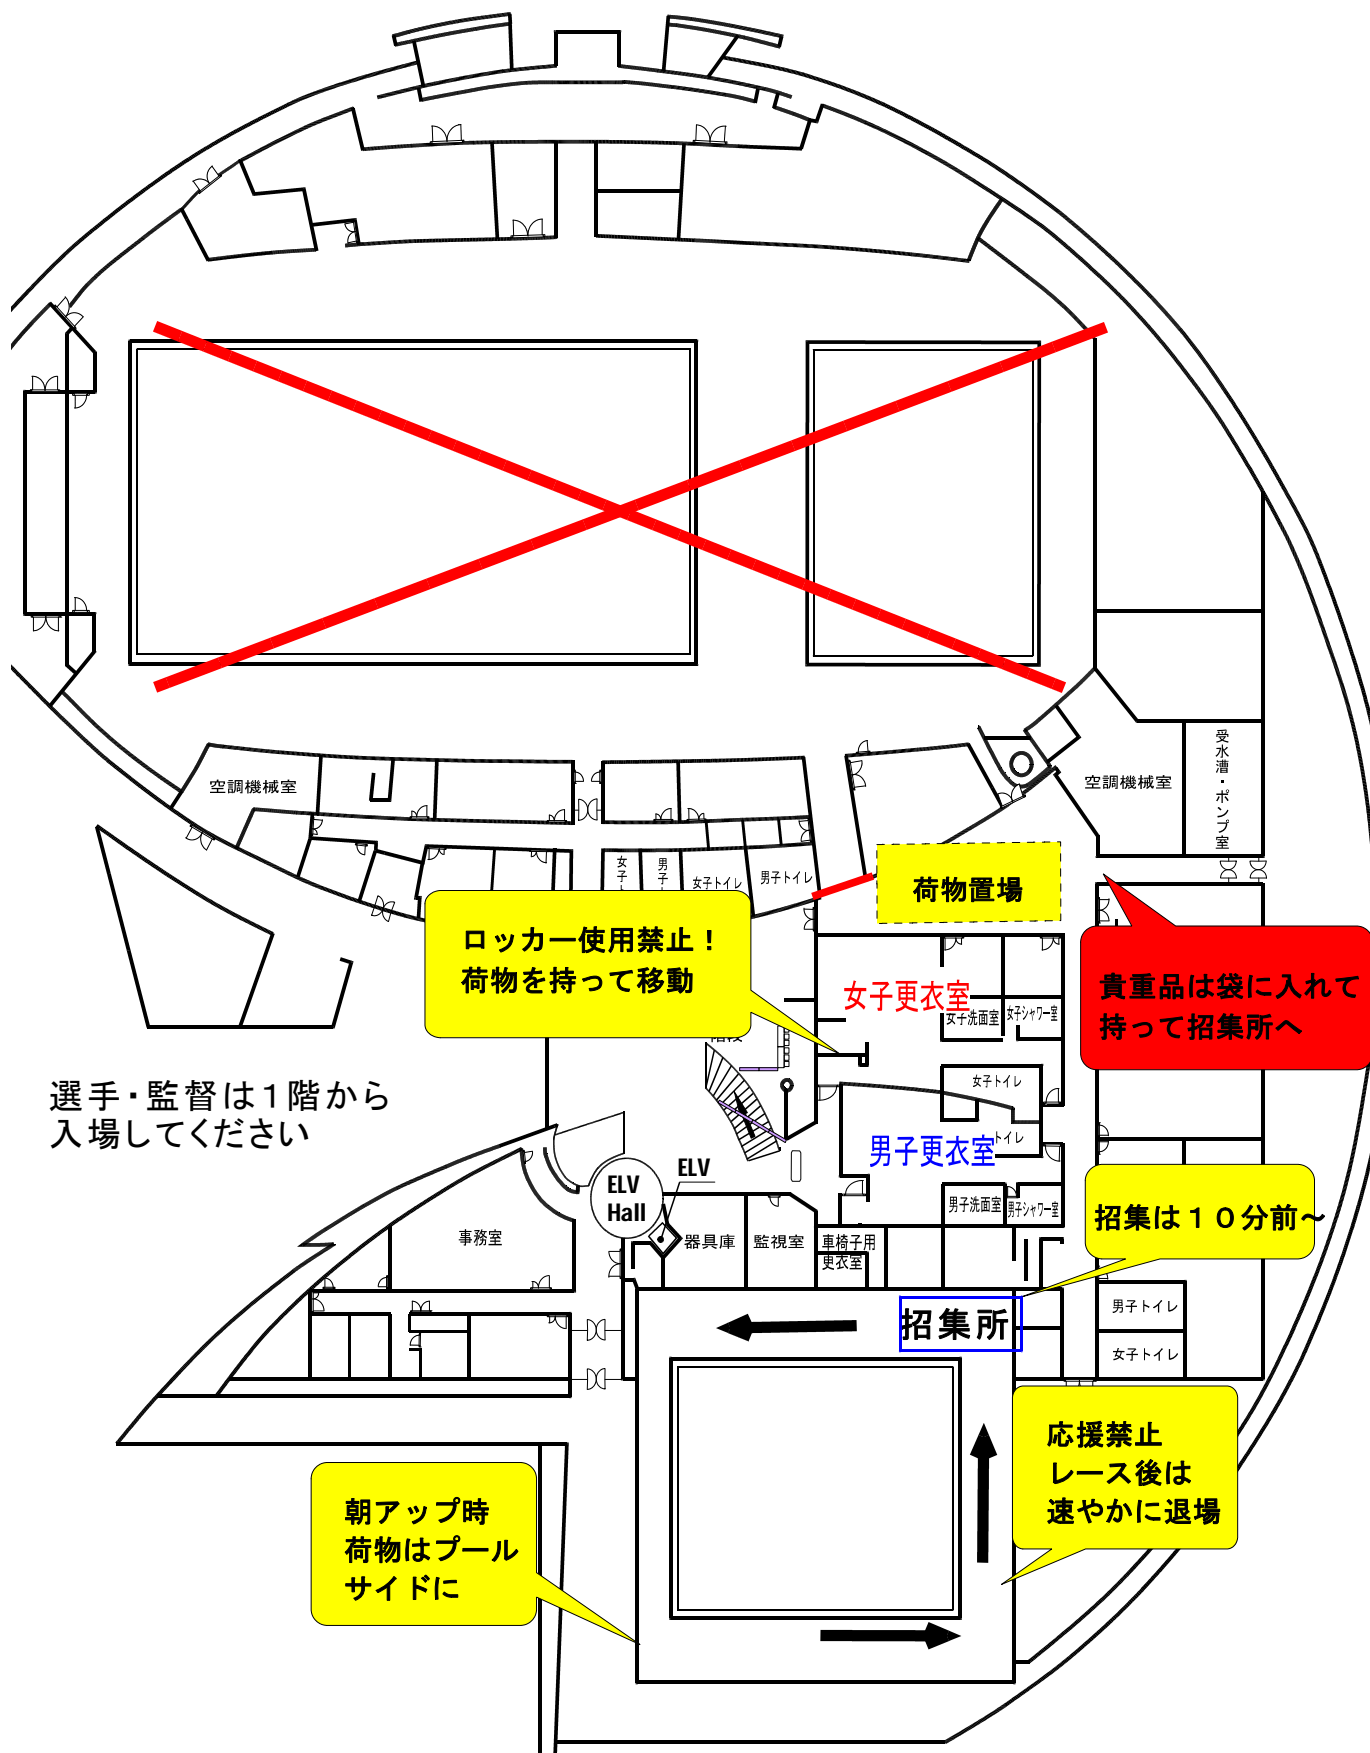 空調機械室
空調機械室
受水漕・ポンプ室
女子ト
男子
女子トイレ
男子トイレ
荷物置場
ロッカー使用禁止！
荷物を持って移動
貴重品は袋に入れて
持って招集所へ
女子更衣室
女子洗面室
女子シャワー室
女子トイレ
選手・監督は１階から
入場してください
男子更衣室
トイレ
ELV
ELV
Hall
男子洗面室
男子シャワー室
招集は１０分前～
事務室
器具庫
監視室
車椅子用
更衣室
招集所
男子トイレ
女子トイレ
応援禁止
レース後は
速やかに退場
朝アップ時
荷物はプール
サイドに